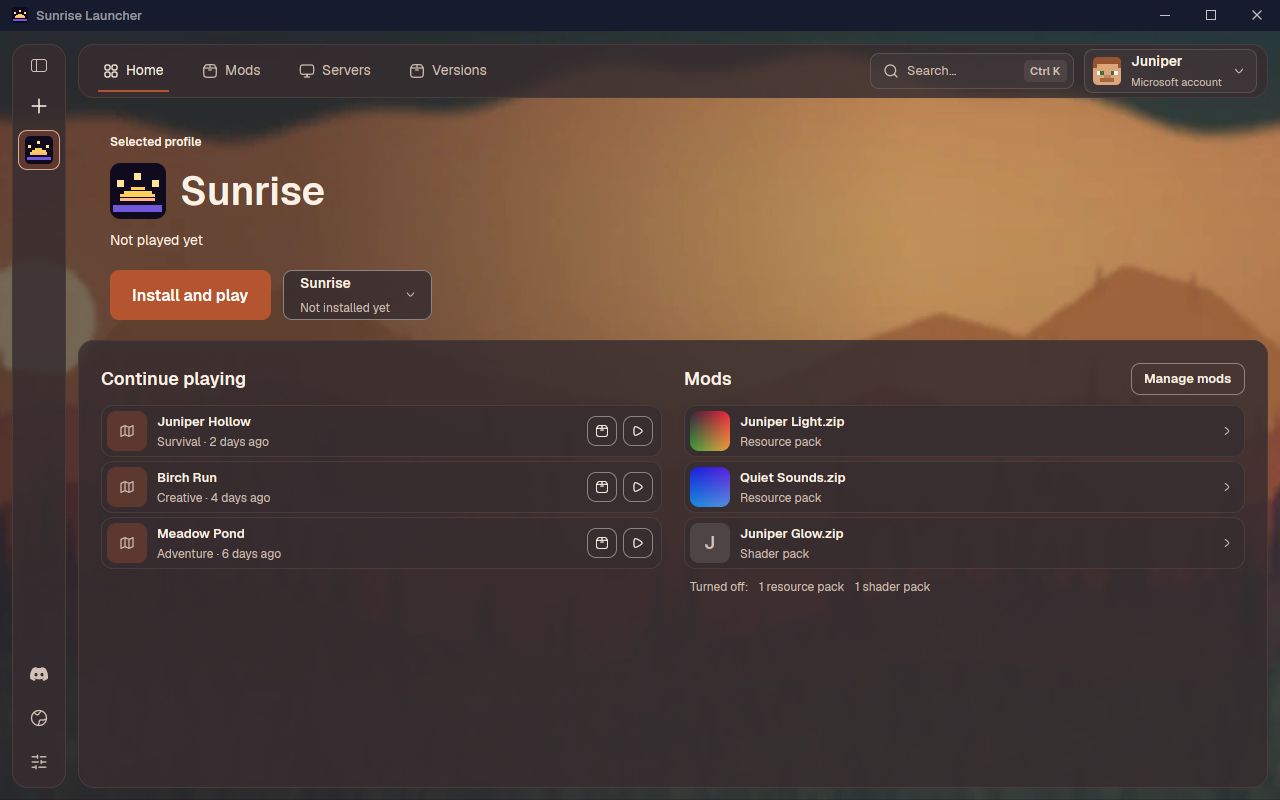 Sunrise Launcher
Home
Mods
Servers
Versions
Search...
Ctrl K
Juniper
Microsoft account
Selected profile
Sunrise
Not played yet
Install and play
Sunrise
Not installed yet
Continue playing
Juniper Hollow
Survival · 2 days ago
Birch Run
Creative · 4 days ago
Meadow Pond
Adventure · 6 days ago
Mods
Manage mods
Juniper Light.zip
Resource pack
Quiet Sounds.zip
Resource pack
J
Juniper Glow.zip
Shader pack
Turned off: 1 resource pack 1 shader pack